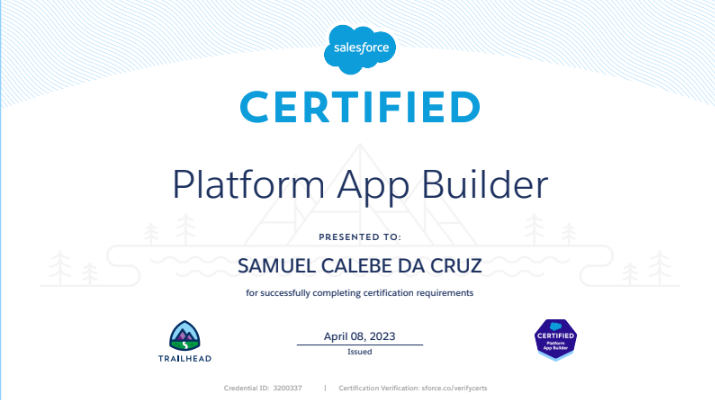 salesforce
CERTIFIED
Platform App Builder
PRESENTED TO:
SAMUEL CALEBE DA CRUZ
for successfully completing certification requirements
April 08, 2023
Issued
TRAILHEAD
CERTIFIED
Platform
App Builder
Credential ID: 3200337 | Certification Verification: sforce.co/verifycerts